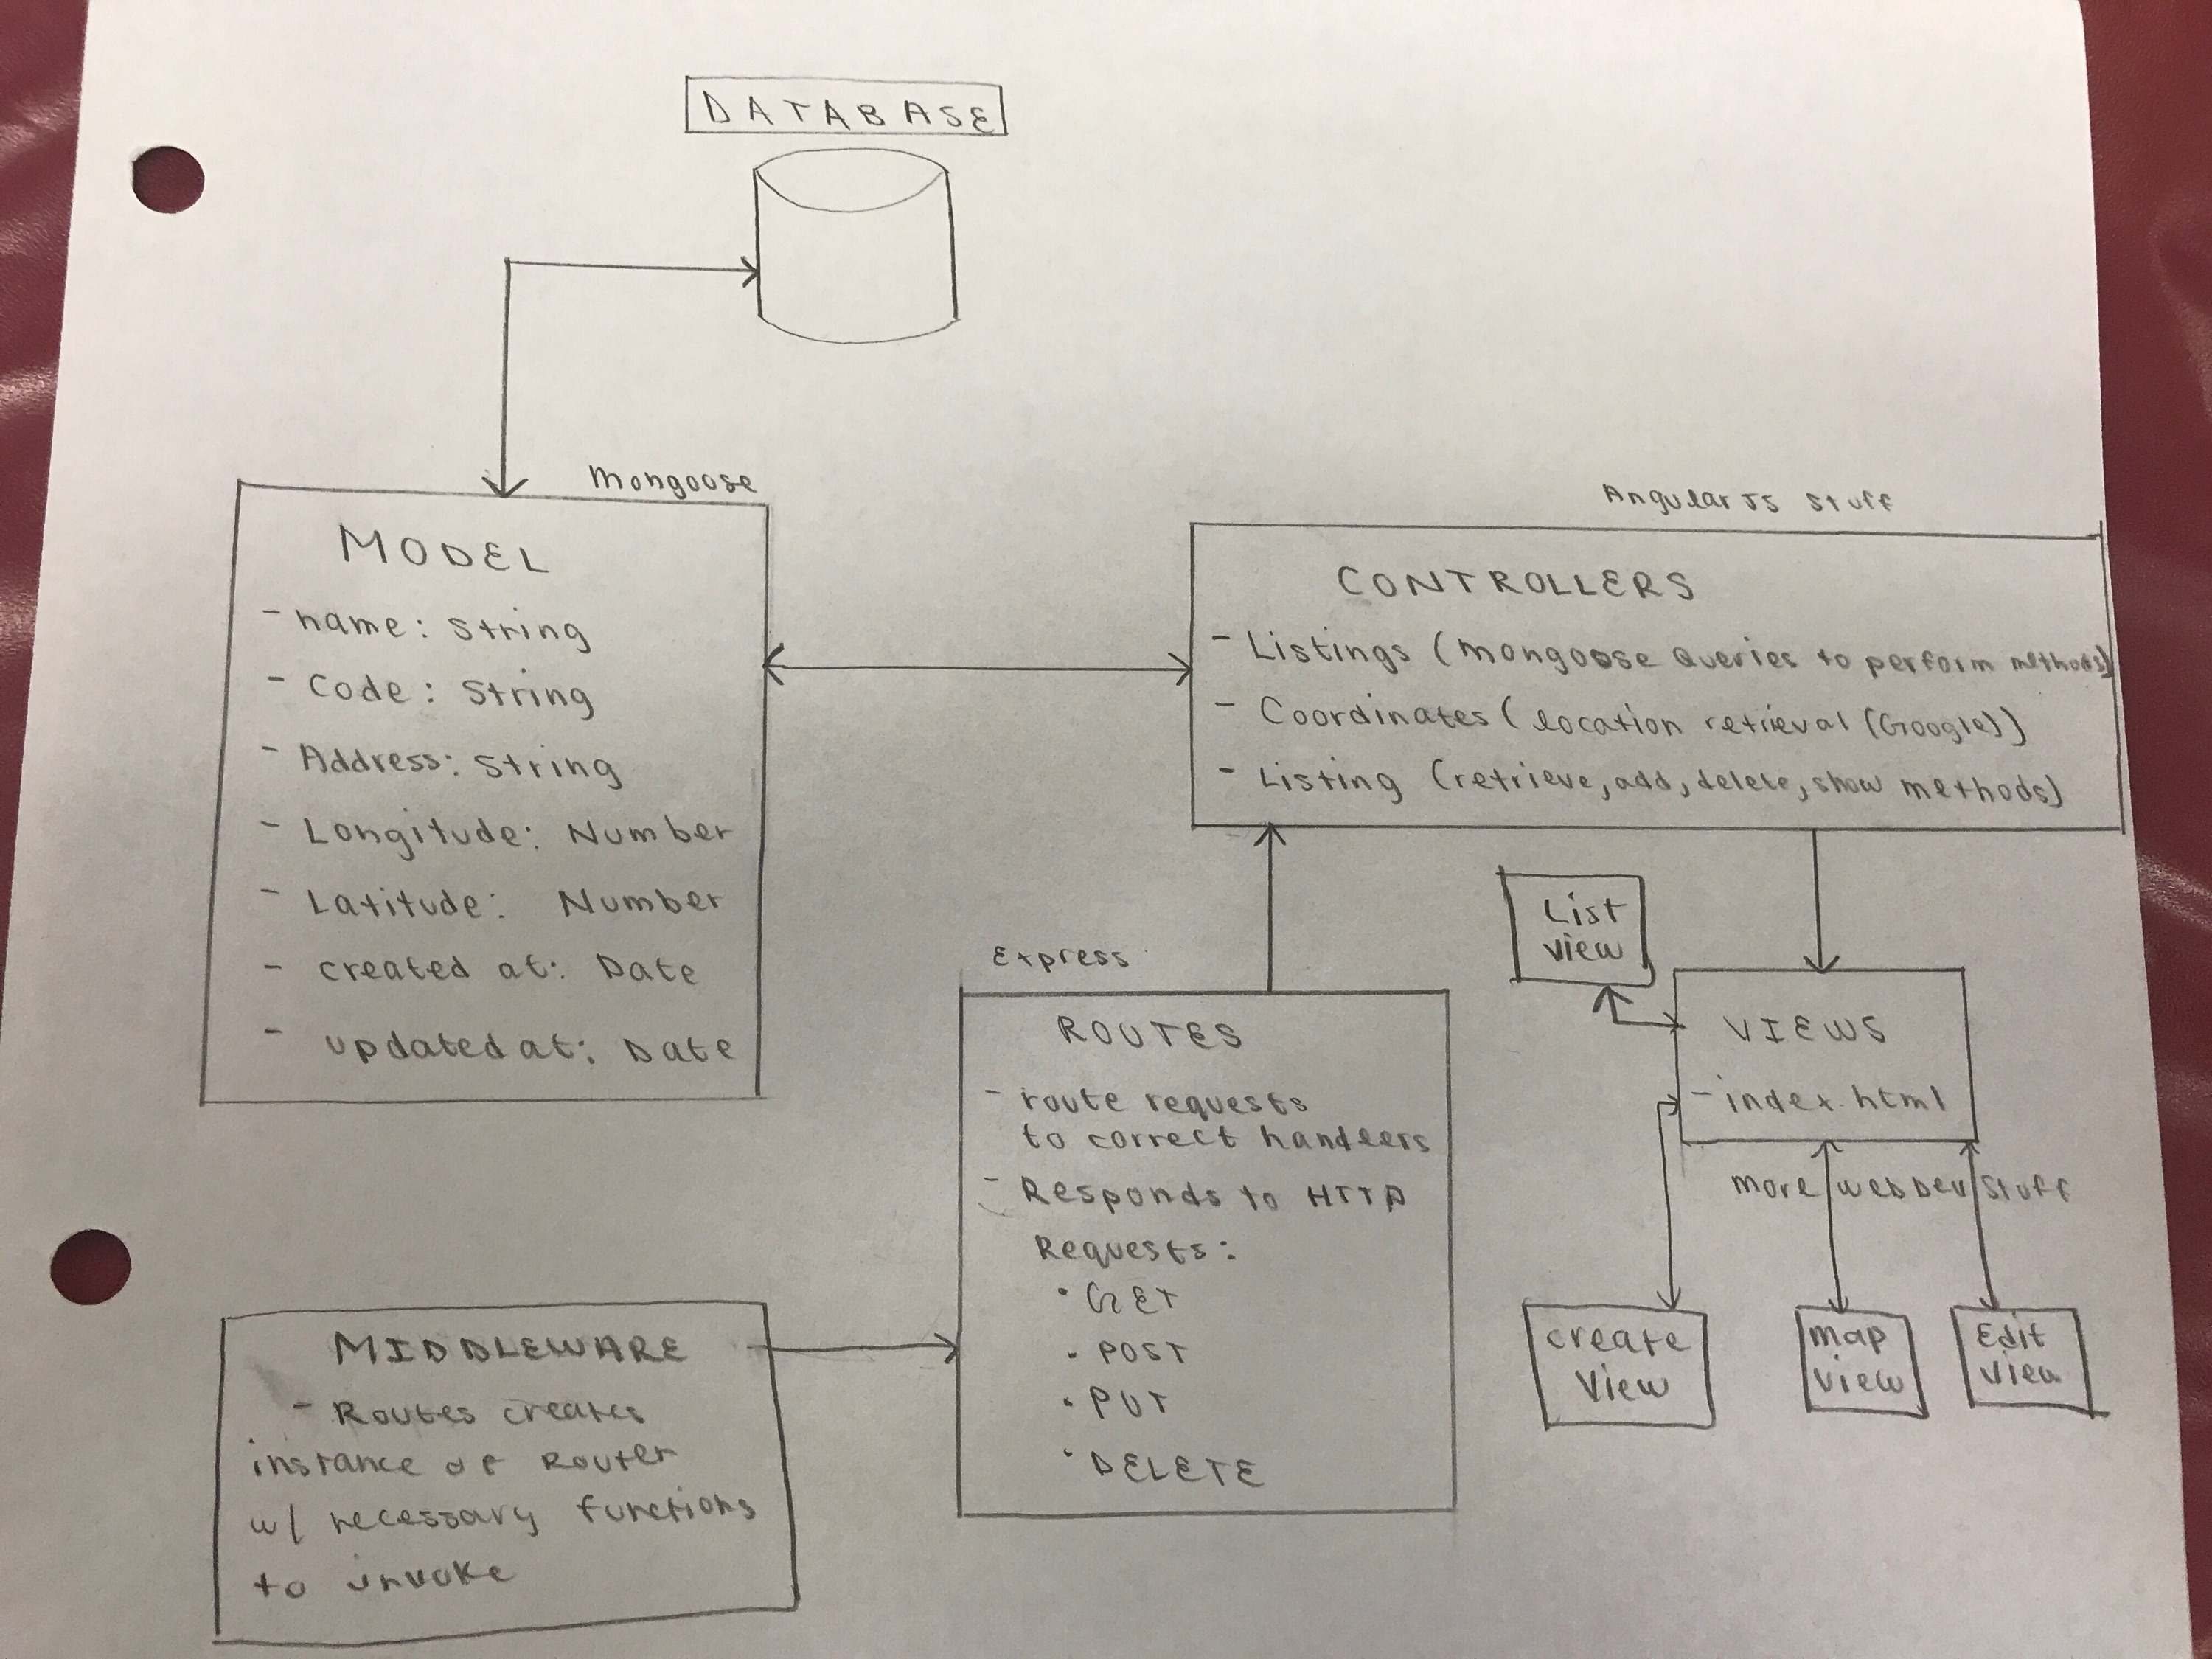 DATABASE
Mongoose
MODEL
- name: String
- Code: String
- Address: String
- Longitude: Number
- Latitude: Number
- created at: Date
- updated at: Date
Angular JS Stuff
CONTROLLERS
- Listings (Mongoose Queries to perform methods)
- Coordinates (location retrieval (Google))
- Listing (retrieve, add, delete, show methods)
Express
ROUTES
- route requests
to correct handlers
- Responds to HTTP
Requests:
• GET
• POST
• PUT
• DELETE
MIDDLEWARE
- Routes creates
instance of Router
w/ necessary functions
to invoke
List
View
VIEWS
- index.html
More web Dev Stuff
Create
View
Map
View
Edit
View